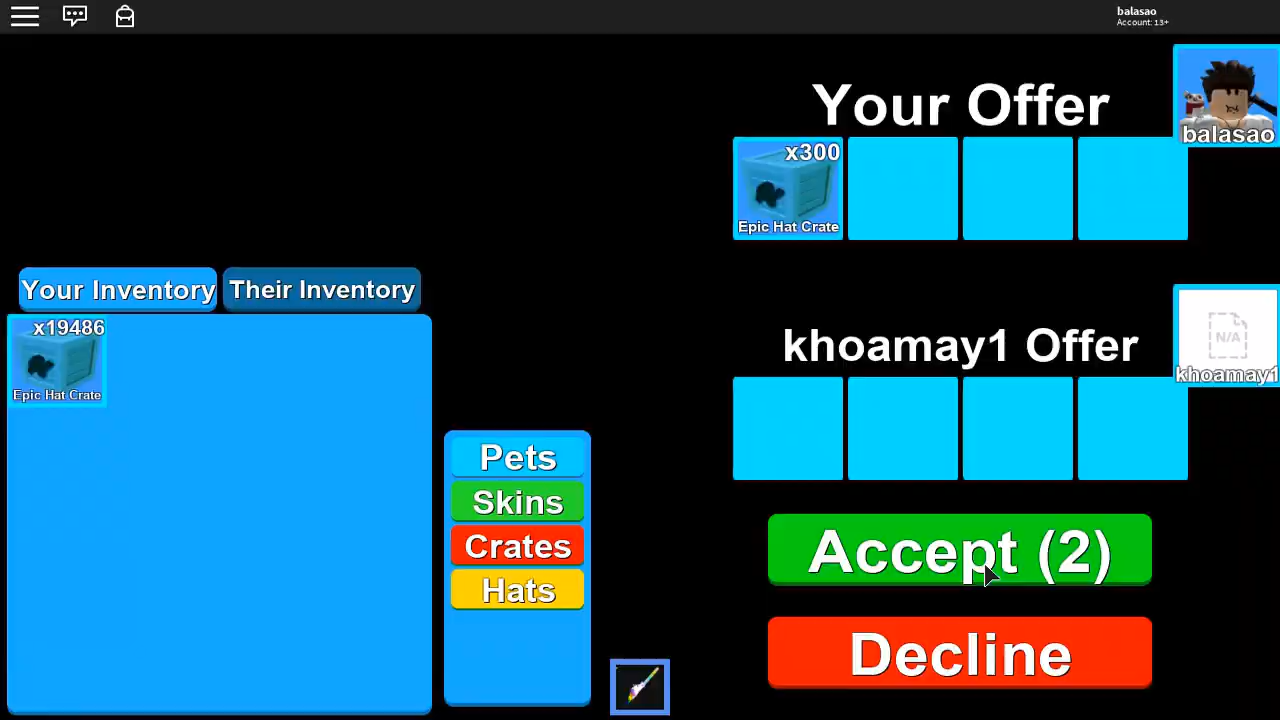 balasao
Account: 13+
Your Offer
balasao
x300
Epic Hat Crate
Your Inventory
Their Inventory
x19486
Epic Hat Crate
khoamay1 Offer
N/A
khoamay1
Pets
Skins
Crates
Hats
Accept (2)
Decline